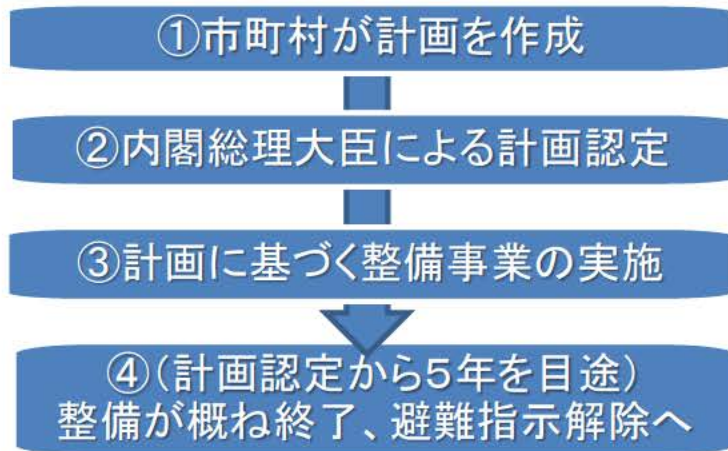 ①市町村が計画を作成
②内閣総理大臣による計画認定
③計画に基づく整備事業の実施
④(計画認定から5年を目途)
整備が概ね終了、避難指示解除へ